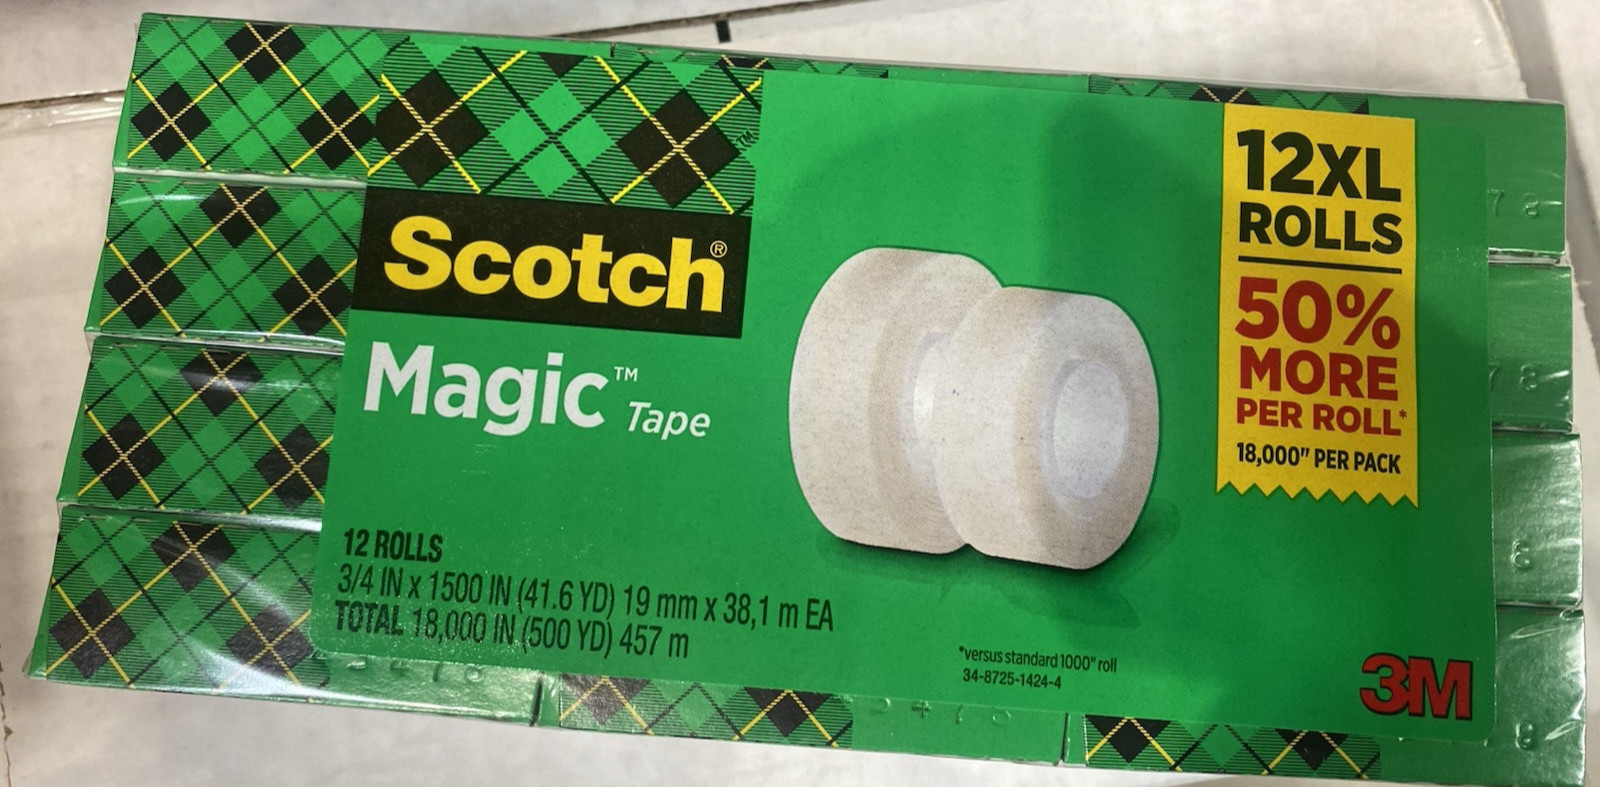 Scotch®
Magic™ Tape
12 ROLLS
3/4 IN x 1500 IN (41.6 YD) 19 mm x 38,1 m EA
TOTAL 18,000 IN (500 YD) 457 m
12XL
ROLLS
50%
MORE
PER ROLL*
18,000" PER PACK
*versus standard 1000" roll
34-8725-1424-4
3M